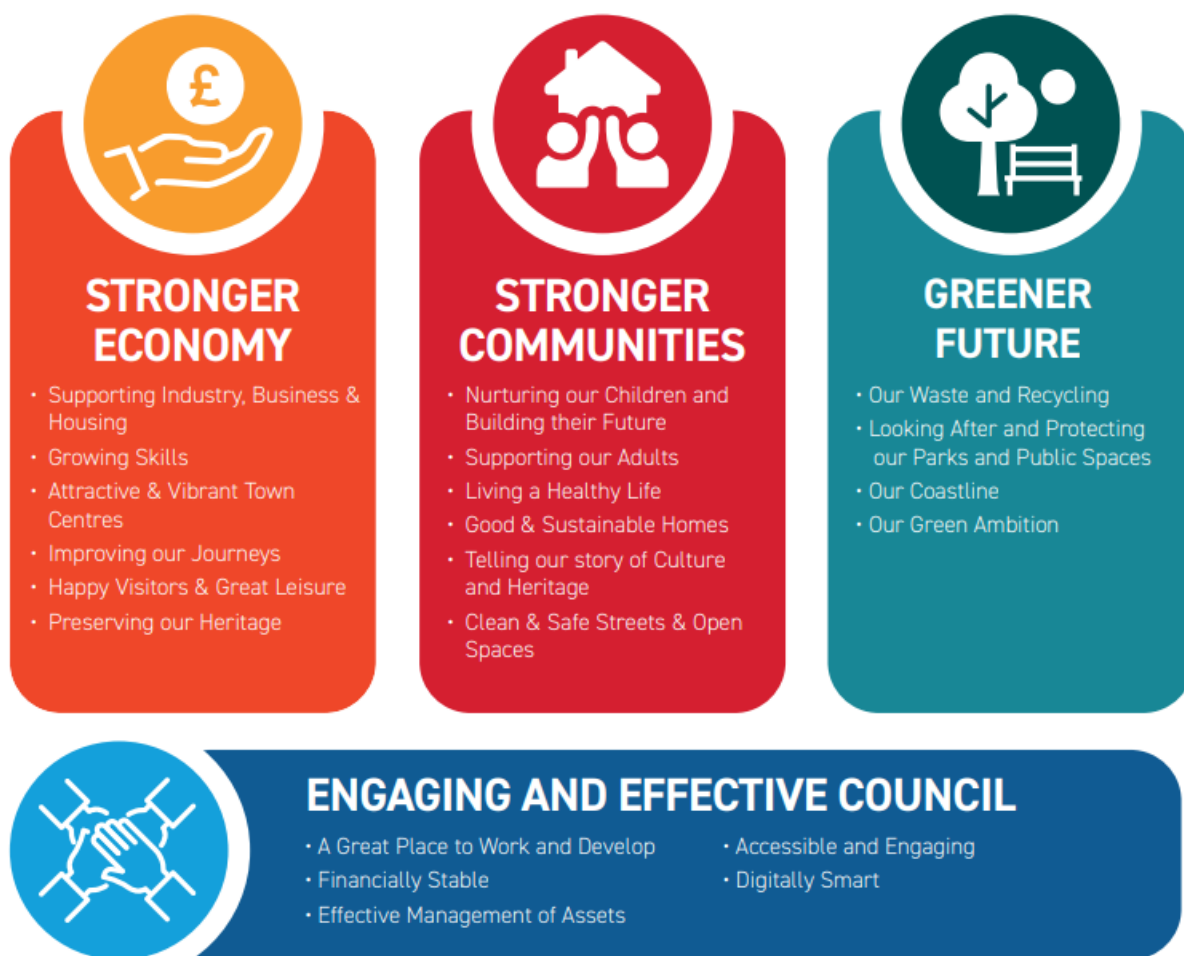 £
STRONGER
ECONOMY
• Supporting Industry, Business &
Housing
• Growing Skills
• Attractive & Vibrant Town
Centres
• Improving our Journeys
• Happy Visitors & Great Leisure
• Preserving our Heritage
STRONGER
COMMUNITIES
• Nurturing our Children and
Building their Future
• Supporting our Adults
• Living a Healthy Life
• Good & Sustainable Homes
• Telling our story of Culture
and Heritage
• Clean & Safe Streets & Open
Spaces
GREENER
FUTURE
• Our Waste and Recycling
• Looking After and Protecting
our Parks and Public Spaces
• Our Coastline
• Our Green Ambition
ENGAGING AND EFFECTIVE COUNCIL
• A Great Place to Work and Develop
• Financially Stable
• Effective Management of Assets
• Accessible and Engaging
• Digitally Smart